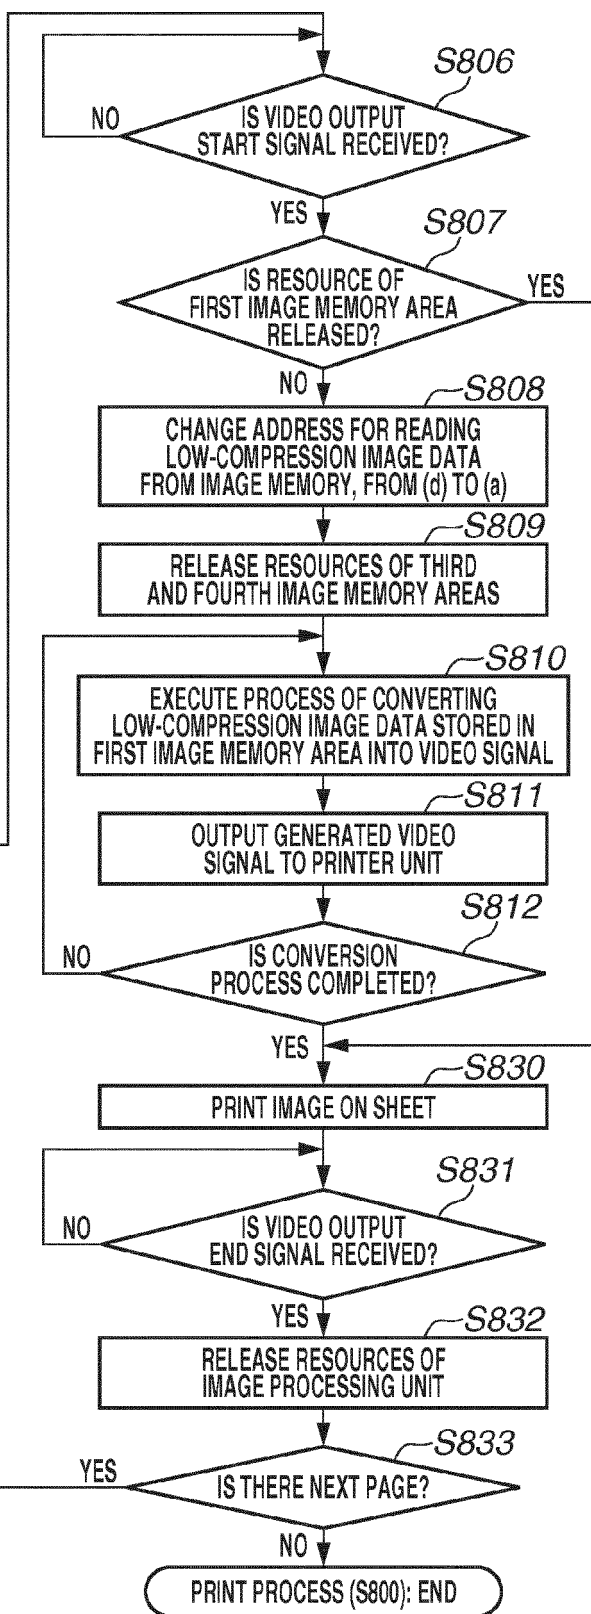 S806
IS VIDEO OUTPUT
START SIGNAL RECEIVED?
NO
YES
S807
IS RESOURCE OF
FIRST IMAGE MEMORY AREA
RELEASED?
YES
NO
S808
CHANGE ADDRESS FOR READING
LOW-COMPRESSION IMAGE DATA
FROM IMAGE MEMORY, FROM (d) TO (a)
S809
RELEASE RESOURCES OF THIRD
AND FOURTH IMAGE MEMORY AREAS
S810
EXECUTE PROCESS OF CONVERTING
LOW-COMPRESSION IMAGE DATA STORED IN
FIRST IMAGE MEMORY AREA INTO VIDEO SIGNAL
S811
OUTPUT GENERATED VIDEO
SIGNAL TO PRINTER UNIT
S812
IS CONVERSION
PROCESS COMPLETED?
NO
YES
S830
PRINT IMAGE ON SHEET
S831
IS VIDEO OUTPUT
END SIGNAL RECEIVED?
NO
YES
S832
RELEASE RESOURCES OF
IMAGE PROCESSING UNIT
S833
IS THERE NEXT PAGE?
YES
NO
PRINT PROCESS (S800): END